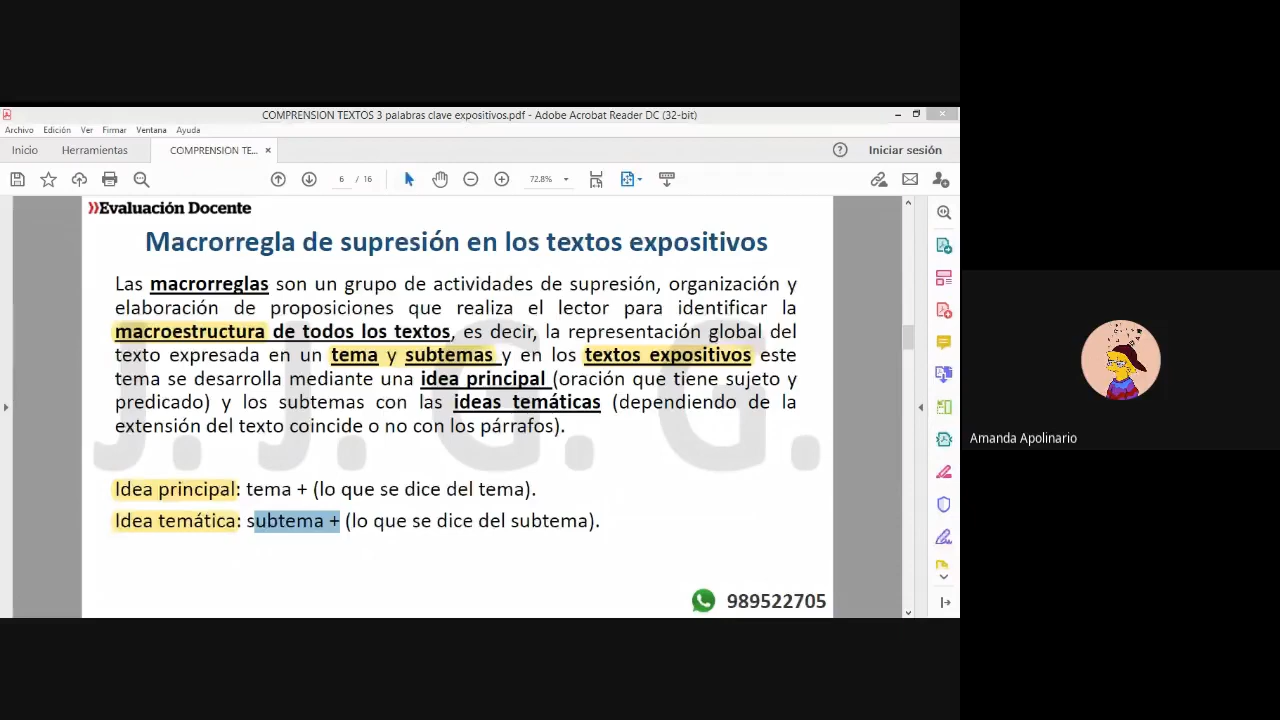 COMPRENSION TEXTOS 3 palabras clave expositivos.pdf - Adobe Acrobat Reader DC (32-bit)
Archivo Edición Ver Firmar Ventana Ayuda
Inicio Herramientas COMPRENSION TE... × Iniciar sesión
6 / 16 72.8%
»Evaluación Docente
Macrorregla de supresión en los textos expositivos
Las macrorreglas son un grupo de actividades de supresión, organización y
elaboración de proposiciones que realiza el lector para identificar la
macroestructura de todos los textos, es decir, la representación global del
texto expresada en un tema y subtemas y en los textos expositivos este
tema se desarrolla mediante una idea principal (oración que tiene sujeto y
predicado) y los subtemas con las ideas temáticas (dependiendo de la
extensión del texto coincide o no con los párrafos).
J. J. G. G.
Idea principal: tema + (lo que se dice del tema).
Idea temática: subtema + (lo que se dice del subtema).
989522705
Amanda Apolinario